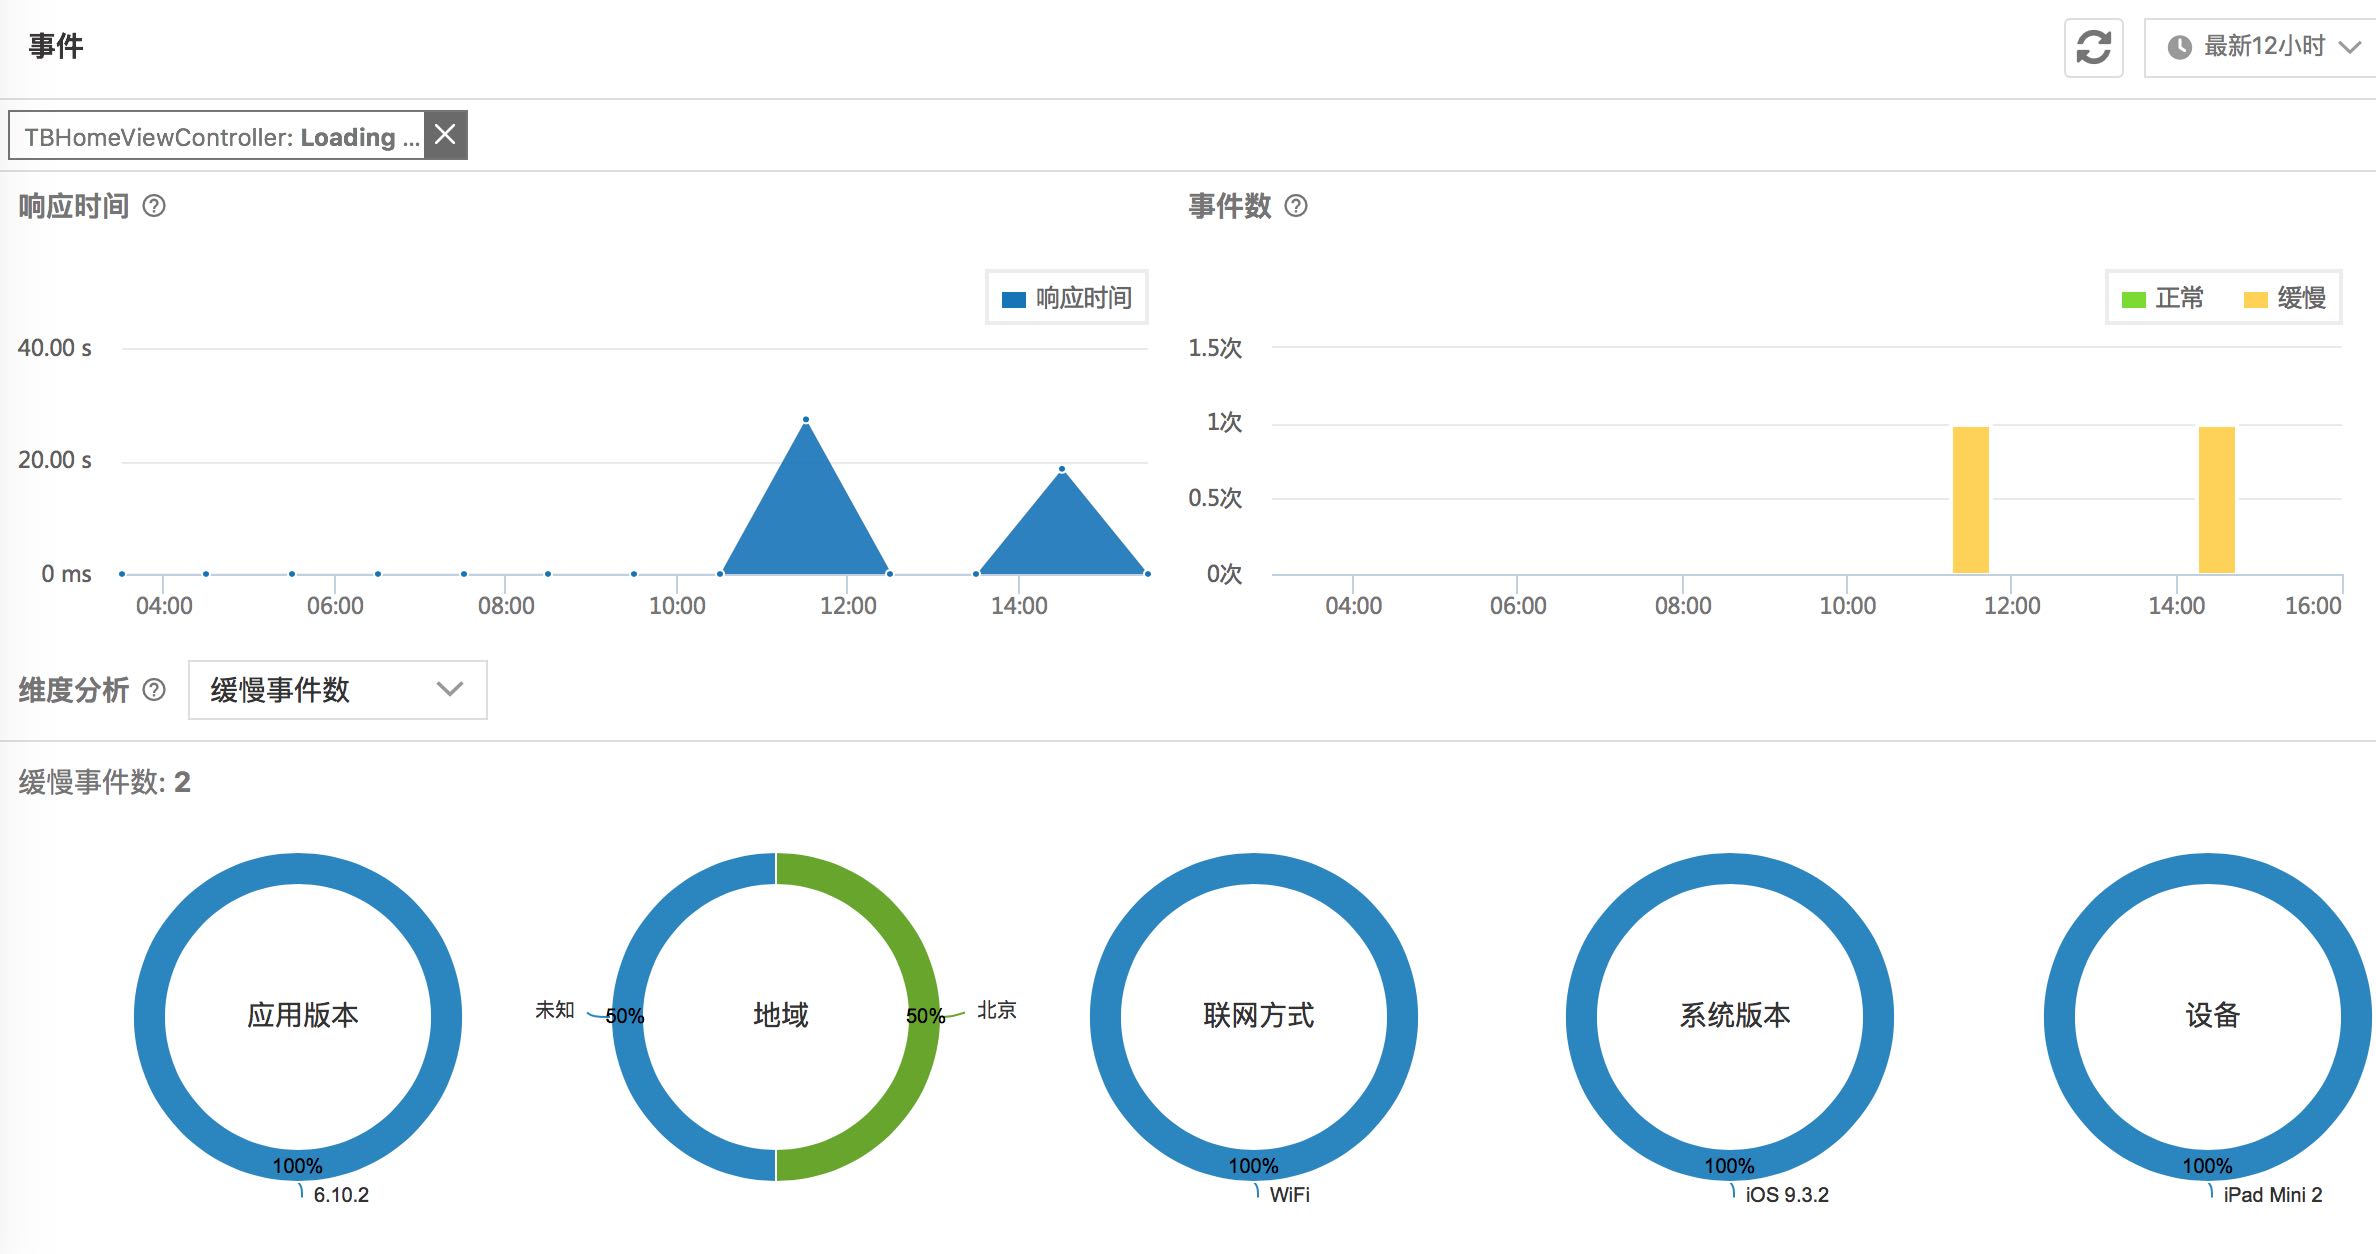 事件
最新12小时
TBHomeViewController: Loading ...
响应时间
事件数
响应时间
正常 缓慢
40.00 s
20.00 s
0 ms
04:00 06:00 08:00 10:00 12:00 14:00
1.5次
1次
0.5次
0次
04:00 06:00 08:00 10:00 12:00 14:00 16:00
维度分析 缓慢事件数
缓慢事件数: 2
应用版本
100%
6.10.2
未知 50% 地域 50% 北京
联网方式
100%
WiFi
系统版本
100%
iOS 9.3.2
设备
100%
iPad Mini 2